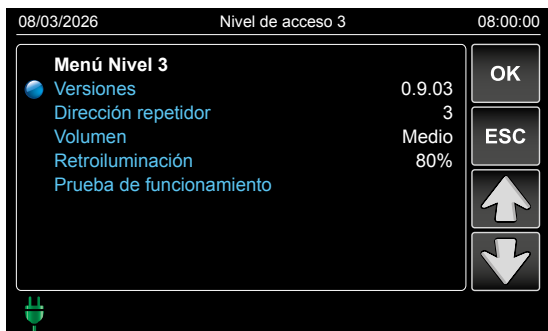 08/03/2026 Nivel de acceso 3 08:00:00
Menú Nivel 3
Versiones 0.9.03
Dirección repetidor 3
Volumen Medio
Retroiluminación 80%
Prueba de funcionamiento
OK
ESC